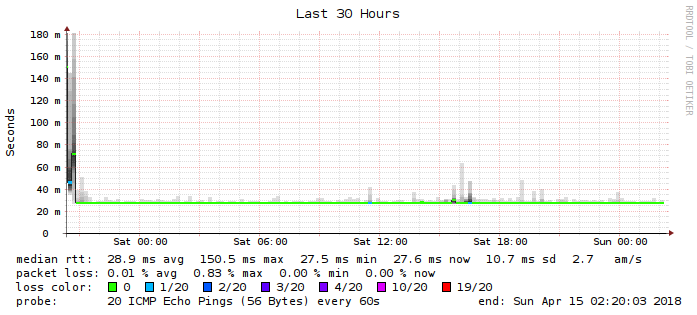 Last 30 Hours
RRDTOOL / TOBI OETIKER
Seconds
180 m
160 m
140 m
120 m
100 m
80 m
60 m
40 m
20 m
0
Sat 00:00 Sat 06:00 Sat 12:00 Sat 18:00 Sun 00:00
median rtt: 28.9 ms avg 150.5 ms max 27.5 ms min 27.6 ms now 10.7 ms sd 2.7 am/s
packet loss: 0.01 % avg 0.83 % max 0.00 % min 0.00 % now
loss color: 0 1/20 2/20 3/20 4/20 10/20 19/20
probe: 20 ICMP Echo Pings (56 Bytes) every 60s end: Sun Apr 15 02:20:03 2018